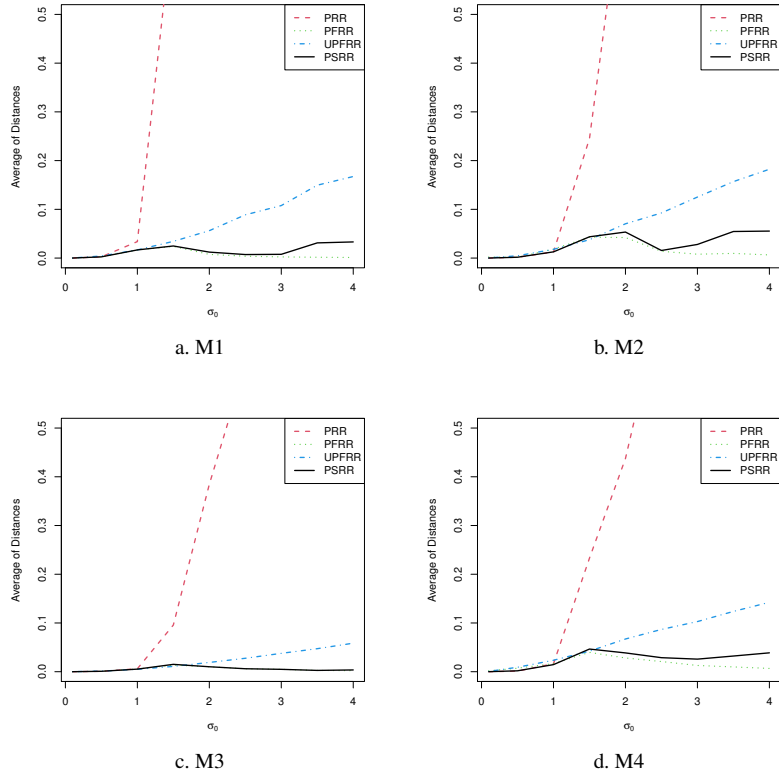 PRR
PFRR
UPFRR
PSRR
Average of Distances
0.0 0.1 0.2 0.3 0.4 0.5
0 1 2 3 4
σ0
a. M1
PRR
PFRR
UPFRR
PSRR
Average of Distances
0.0 0.1 0.2 0.3 0.4 0.5
0 1 2 3 4
σ0
b. M2
PRR
PFRR
UPFRR
PSRR
Average of Distances
0.0 0.1 0.2 0.3 0.4 0.5
0 1 2 3 4
σ0
c. M3
PRR
PFRR
UPFRR
PSRR
Average of Distances
0.0 0.1 0.2 0.3 0.4 0.5
0 1 2 3 4
σ0
d. M4